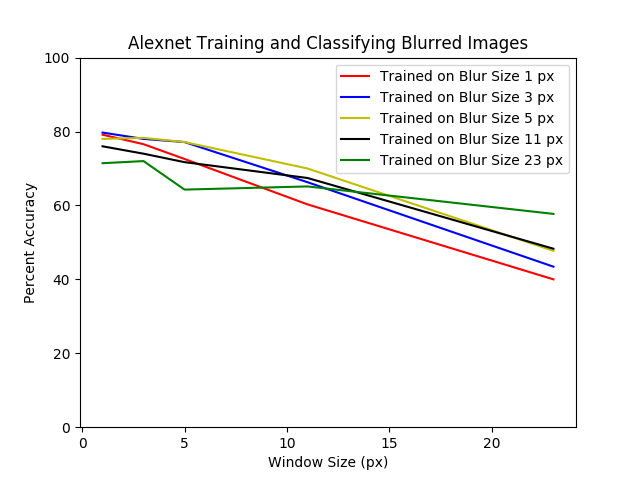 Alexnet Training and Classifying Blurred Images
100
80
60
40
20
0
Percent Accuracy
Trained on Blur Size 1 px
Trained on Blur Size 3 px
Trained on Blur Size 5 px
Trained on Blur Size 11 px
Trained on Blur Size 23 px
0 5 10 15 20
Window Size (px)